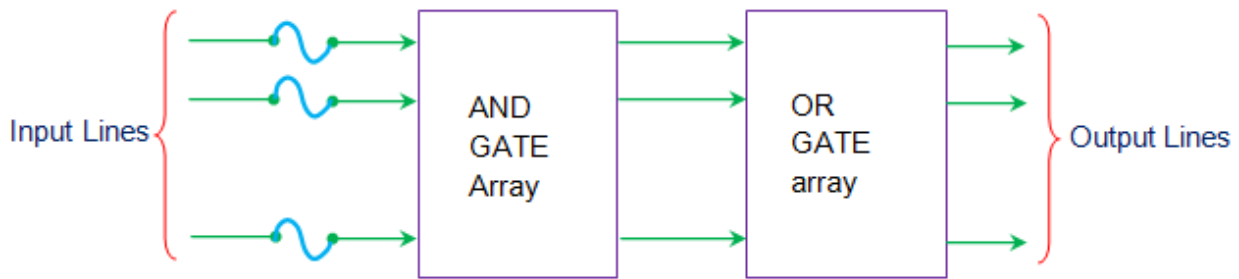 Input Lines
AND
GATE
Array
OR
GATE
array
Output Lines